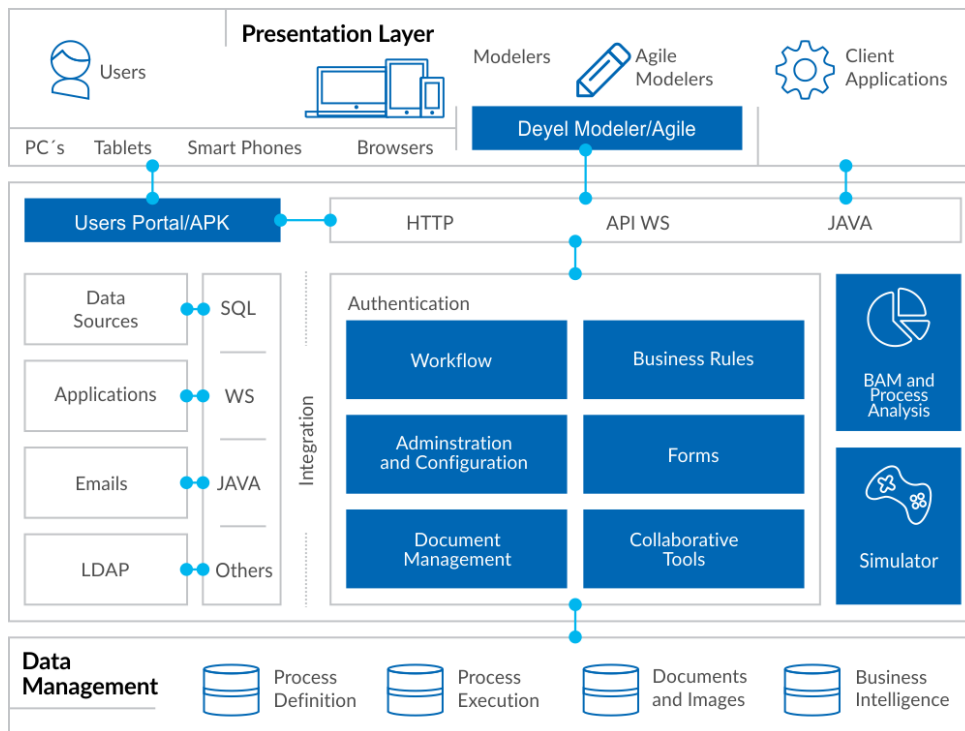 Presentation Layer
Users
Modelers
Agile
Modelers
Client
Applications
Deyel Modeler/Agile
PC´s
Tablets
Smart Phones
Browsers
Users Portal/APK
HTTP
API WS
JAVA
Data
Sources
SQL
Applications
WS
Emails
JAVA
LDAP
Others
Integration
Authentication
Workflow
Business Rules
Adminstration
and Configuration
Forms
Document
Management
Collaborative
Tools
BAM and
Process
Analysis
Simulator
Data
Management
Process
Definition
Process
Execution
Documents
and Images
Business
Intelligence